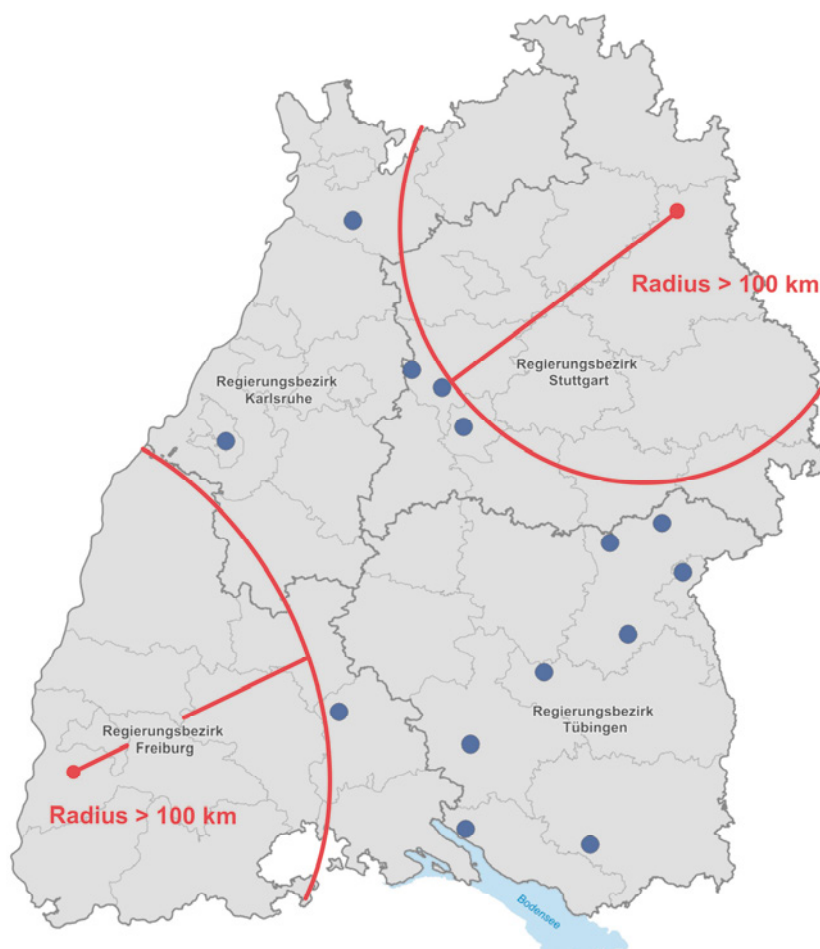 Radius > 100 km
Regierungsbezirk
Stuttgart
Regierungsbezirk
Karlsruhe
Regierungsbezirk
Tübingen
Regierungsbezirk
Freiburg
Radius > 100 km
Bodensee